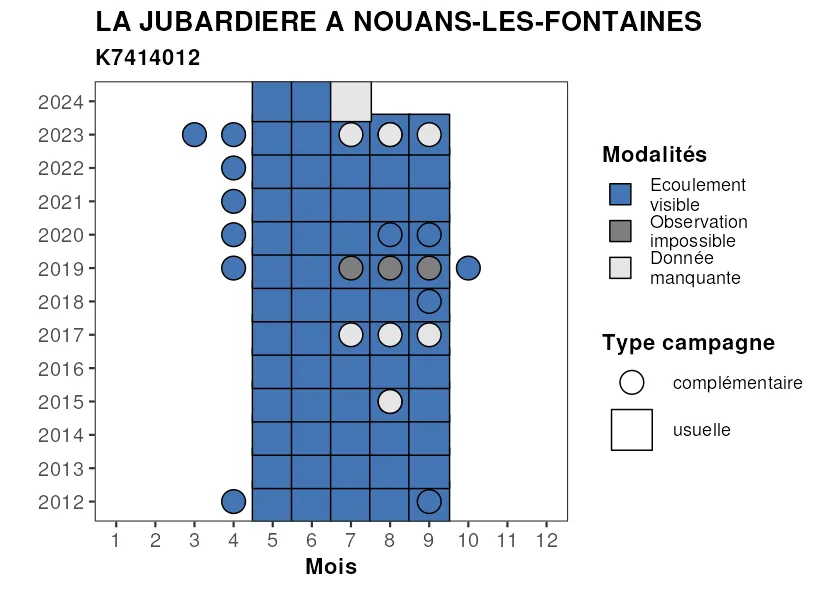 LA JUBARDIERE A NOUANS-LES-FONTAINES
K7414012
2024
2023
2022
2021
2020
2019
2018
2017
2016
2015
2014
2013
2012
1 2 3 4 5 6 7 8 9 10 11 12
Mois
Modalités
Ecoulement
visible
Observation
impossible
Donnée
manquante
Type campagne
complémentaire
usuelle